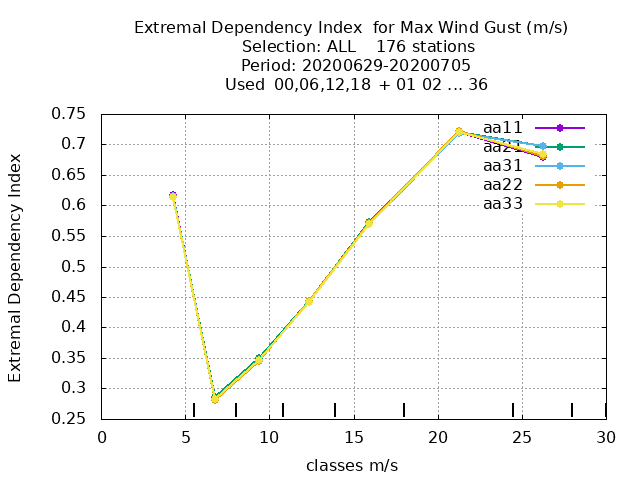 Extremal Dependency Index  for Max Wind Gust (m/s)
Selection: ALL    176 stations
Period: 20200629-20200705
Used  00,06,12,18  + 01 02 ... 36
Extremal Dependency Index
0.75
0.7
0.65
0.6
0.55
0.5
0.45
0.4
0.35
0.3
0.25
aa11
aa21
aa31
aa22
aa33
0 5 10 15 20 25 30
classes m/s